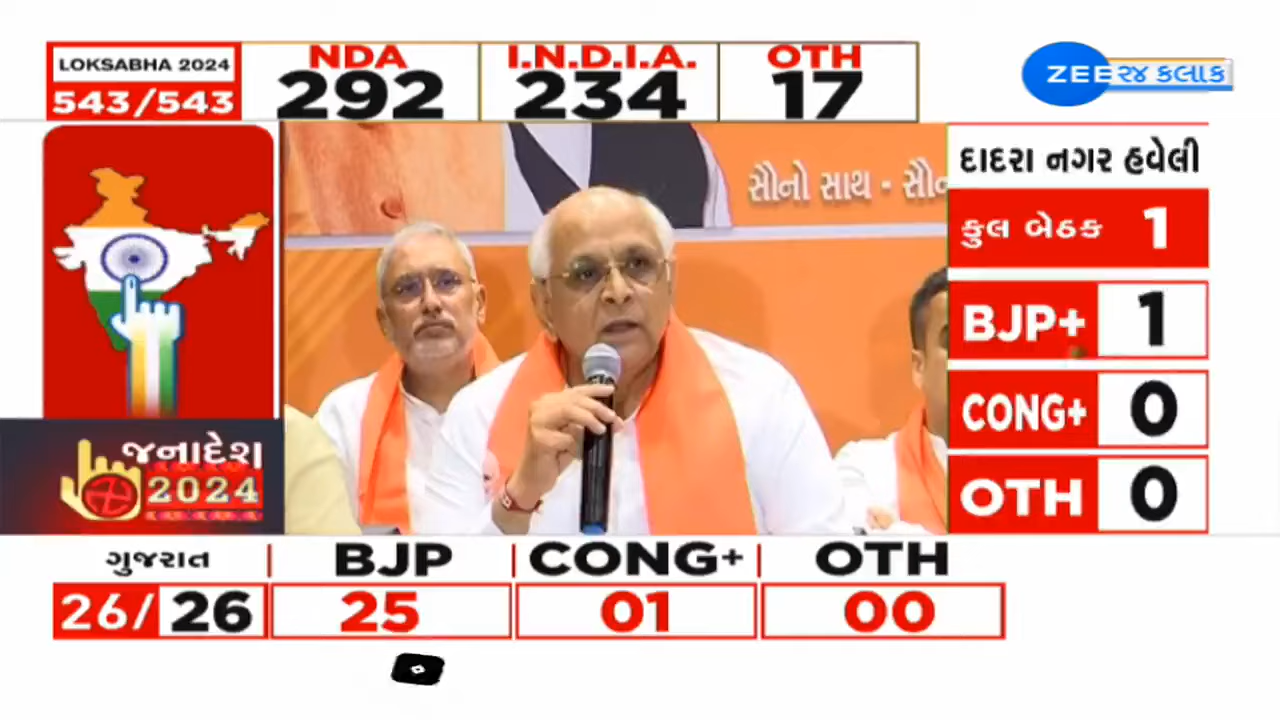 LOKSABHA 2024
543/543
NDA
292
I.N.D.I.A.
234
OTH
17
ZEE ૨૪ કલાક
સૌનો સાથ - સૌન
દાદરા નગર હવેલી
કુલ બેઠક 1
BJP+ 1
CONG+ 0
OTH 0
જનાદેશ
2024
ગુજરાત
26/26
BJP
25
CONG+
01
OTH
00